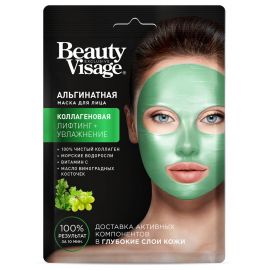 Beauty
EXCLUSIVE
Visage®
АЛЬГИНАТНАЯ
МАСКА ДЛЯ ЛИЦА
КОЛЛАГЕНОВАЯ
ЛИФТИНГ +
УВЛАЖНЕНИЕ
• 100% ЧИСТЫЙ КОЛЛАГЕН
• МОРСКИЕ ВОДОРОСЛИ
• ВИТАМИН С
• МАСЛО ВИНОГРАДНЫХ
КОСТОЧЕК
100%
РЕЗУЛЬТАТ
ЗА 10 МИН.
ДОСТАВКА АКТИВНЫХ
КОМПОНЕНТОВ
В ГЛУБОКИЕ СЛОИ КОЖИ